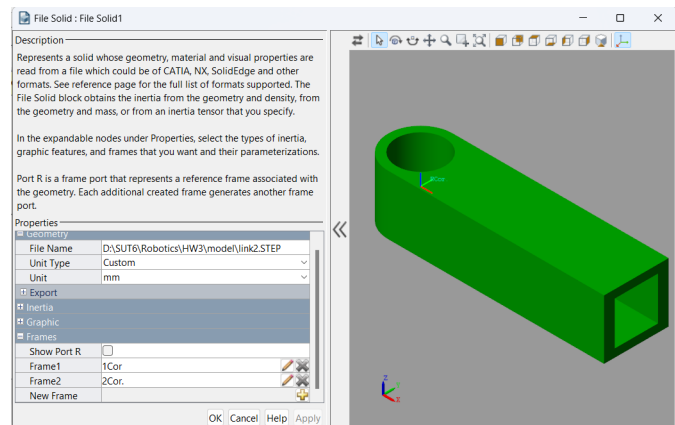 File Solid : File Solid1
Description
Represents a solid whose geometry, material and visual properties are
read from a file which could be of CATIA, NX, SolidEdge and other
formats. See reference page for the full list of formats supported. The
File Solid block obtains the inertia from the geometry and density, from
the geometry and mass, or from an inertia tensor that you specify.
In the expandable nodes under Properties, select the types of inertia,
graphic features, and frames that you want and their parameterizations.
Port R is a frame port that represents a reference frame associated with
the geometry. Each additional created frame generates another frame
port.
Properties
Geometry
File Name D:\SUT6\Robotics\HW3\model\link2.STEP
Unit Type Custom
Unit mm
Export
Inertia
Graphic
Frames
Show Port R
Frame1 1Cor
Frame2 2Cor.
New Frame
OK Cancel Help Apply
z
x